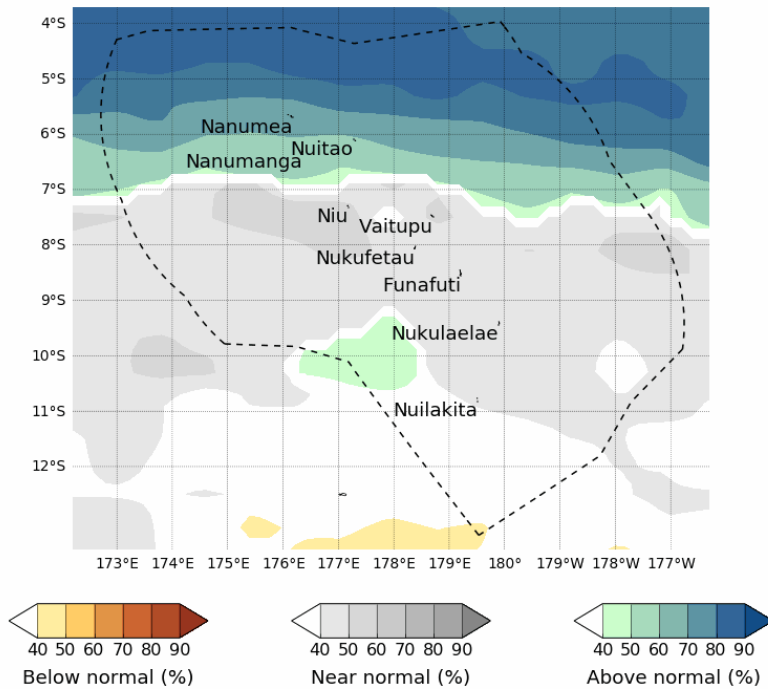 4°S
5°S
6°S
7°S
8°S
9°S
10°S
11°S
12°S
Nanumea
Nuitao
Nanumanga
Niu
Vaitupu
Nukufetau
Funafuti
Nukulaelae
Nuilakita
173°E 174°E 175°E 176°E 177°E 178°E 179°E 180° 179°W 178°W 177°W
40 50 60 70 80 90 40 50 60 70 80 90 40 50 60 70 80 90
Below normal (%) Near normal (%) Above normal (%)